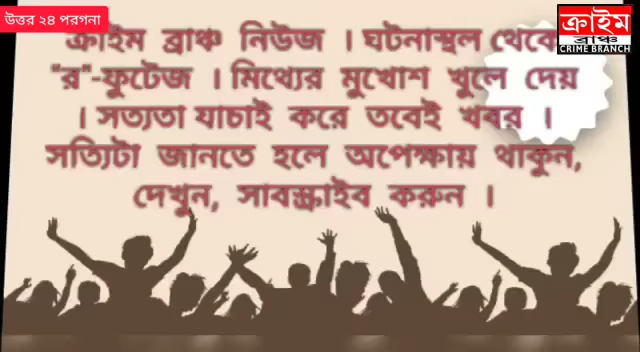 উত্তর ২৪ পরগনা
ক্রাইম
ব্রাঞ্চ
CRIME BRANCH
ক্রাইম ব্রাঞ্চ নিউজ । ঘটনাস্থল থেকে
"র"-ফুটেজ । মিথ্যের মুখোশ খুলে দেয়
। সত্যতা যাচাই করে তবেই খবর ।
সত্যিটা জানতে হলে অপেক্ষায় থাকুন,
দেখুন, সাবস্ক্রাইব করুন ।